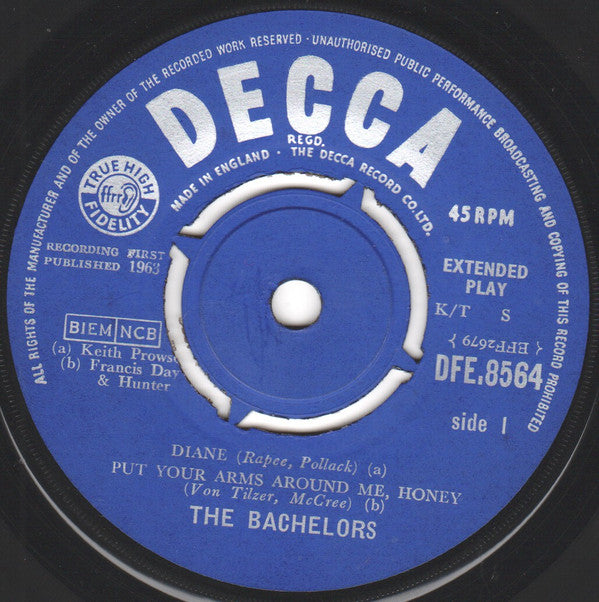 ALL RIGHTS OF THE MANUFACTURER AND OF THE OWNER OF THE RECORDED WORK RESERVED · UNAUTHORISED PUBLIC PERFORMANCE BROADCASTING AND COPYING OF THIS RECORD PROHIBITED
DECCA
REGD.
MADE IN ENGLAND · THE DECCA RECORD CO. LTD.
TRUE HIGH
ffrr
FIDELITY
45 RPM
RECORDING FIRST
PUBLISHED 1963
EXTENDED
PLAY
K/T S
BIEM NCB
{ EFF2679 }
(a) Keith Prowse
(b) Francis Day
& Hunter
DFE.8564
side 1
DIANE (Rapee, Pollack) (a)
PUT YOUR ARMS AROUND ME, HONEY
(Von Tilzer, McCree) (b)
THE BACHELORS